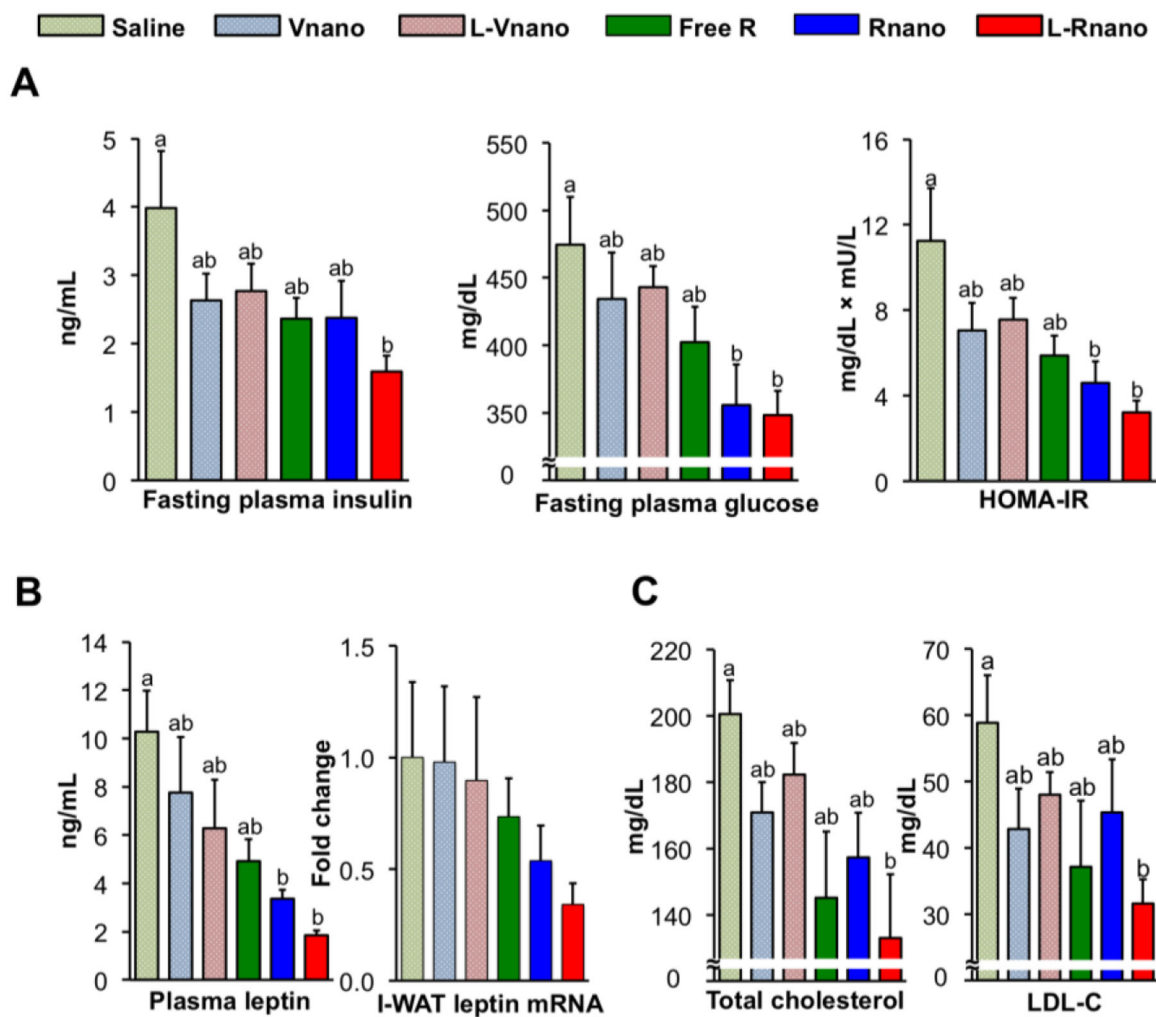 Saline Vnano L-Vnano Free R Rnano L-Rnano
A
5
4
3
2
1
0
ng/mL
a
ab
ab
ab
ab
b
Fasting plasma insulin
550
500
450
400
350
0
mg/dL
a
ab
ab
ab
b
b
Fasting plasma glucose
16
12
8
4
0
mg/dL × mU/L
a
ab
ab
ab
b
b
HOMA-IR
B
14
12
10
8
6
4
2
0
ng/mL
a
ab
ab
ab
b
b
Plasma leptin
1.5
1.0
0.5
0.0
Fold change
I-WAT leptin mRNA
C
220
200
180
160
140
0
mg/dL
a
ab
ab
ab
ab
b
Total cholesterol
70
60
50
40
30
0
mg/dL
a
ab
ab
ab
ab
b
LDL-C